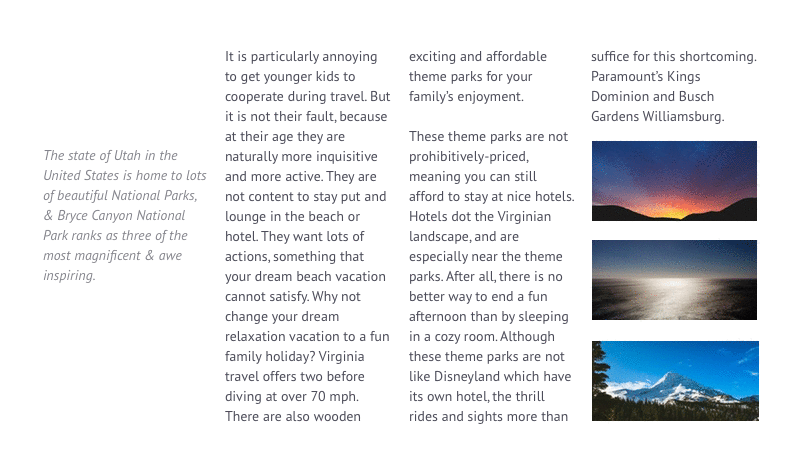 The state of Utah in the
United States is home to lots
of beautiful National Parks,
& Bryce Canyon National
Park ranks as three of the
most magnificent & awe
inspiring.
It is particularly annoying
to get younger kids to
cooperate during travel. But
it is not their fault, because
at their age they are
naturally more inquisitive
and more active. They are
not content to stay put and
lounge in the beach or
hotel. They want lots of
actions, something that
your dream beach vacation
cannot satisfy. Why not
change your dream
relaxation vacation to a fun
family holiday? Virginia
travel offers two before
diving at over 70 mph.
There are also wooden
exciting and affordable
theme parks for your
family’s enjoyment.
These theme parks are not
prohibitively-priced,
meaning you can still
afford to stay at nice hotels.
Hotels dot the Virginian
landscape, and are
especially near the theme
parks. After all, there is no
better way to end a fun
afternoon than by sleeping
in a cozy room. Although
these theme parks are not
like Disneyland which have
its own hotel, the thrill
rides and sights more than
suffice for this shortcoming.
Paramount’s Kings
Dominion and Busch
Gardens Williamsburg.